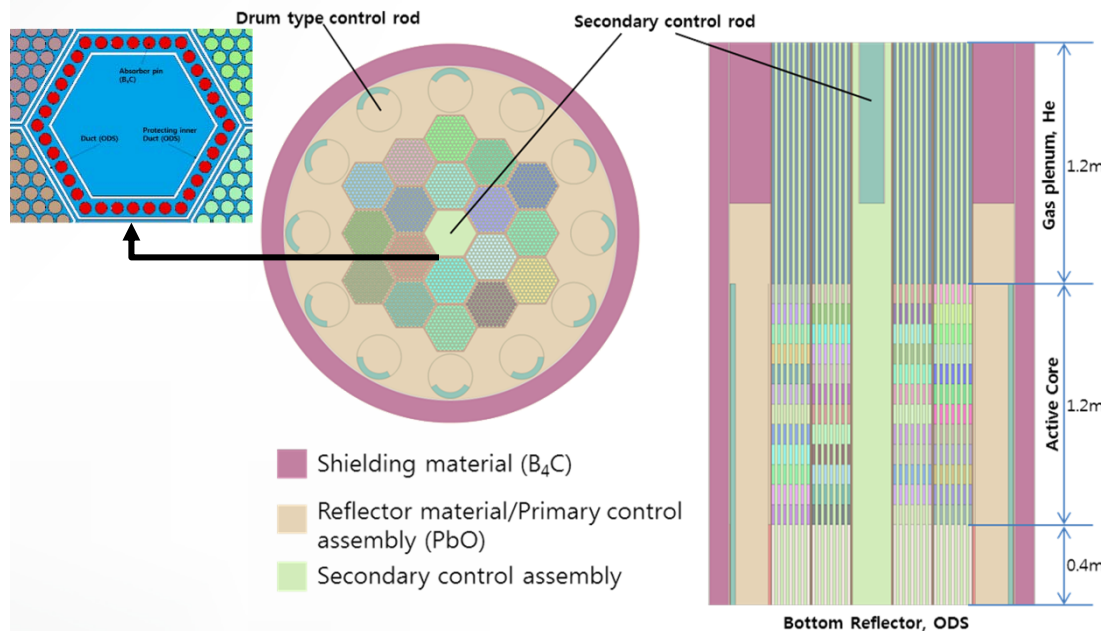 Drum type control rod
Secondary control rod
Absorber pin
(B₄C)
Duct (ODS)
Protecting inner
Duct (ODS)
Shielding material (B₄C)
Reflector material/Primary control
assembly (PbO)
Secondary control assembly
Gas plenum, He
1.2m
Active Core
1.2m
0.4m
Bottom Reflector, ODS